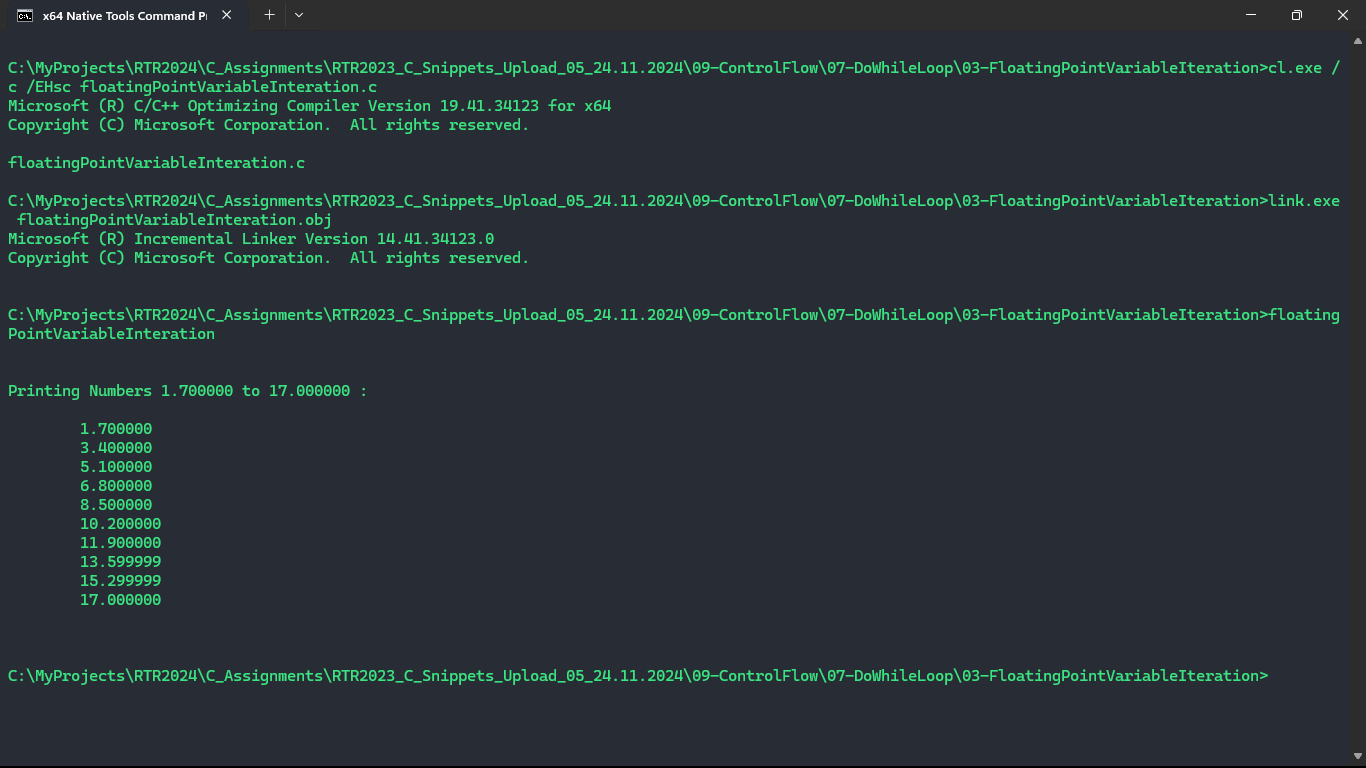 x64 Native Tools Command P
C:\MyProjects\RTR2024\C_Assignments\RTR2023_C_Snippets_Upload_05_24.11.2024\09-ControlFlow\07-DoWhileLoop\03-FloatingPointVariableIteration>cl.exe /
c /EHsc floatingPointVariableInteration.c
Microsoft (R) C/C++ Optimizing Compiler Version 19.41.34123 for x64
Copyright (C) Microsoft Corporation.  All rights reserved.
floatingPointVariableInteration.c
C:\MyProjects\RTR2024\C_Assignments\RTR2023_C_Snippets_Upload_05_24.11.2024\09-ControlFlow\07-DoWhileLoop\03-FloatingPointVariableIteration>link.exe
 floatingPointVariableInteration.obj
Microsoft (R) Incremental Linker Version 14.41.34123.0
Copyright (C) Microsoft Corporation.  All rights reserved.
C:\MyProjects\RTR2024\C_Assignments\RTR2023_C_Snippets_Upload_05_24.11.2024\09-ControlFlow\07-DoWhileLoop\03-FloatingPointVariableIteration>floating
PointVariableInteration
Printing Numbers 1.700000 to 17.000000 :
1.700000
3.400000
5.100000
6.800000
8.500000
10.200000
11.900000
13.599999
15.299999
17.000000
C:\MyProjects\RTR2024\C_Assignments\RTR2023_C_Snippets_Upload_05_24.11.2024\09-ControlFlow\07-DoWhileLoop\03-FloatingPointVariableIteration>